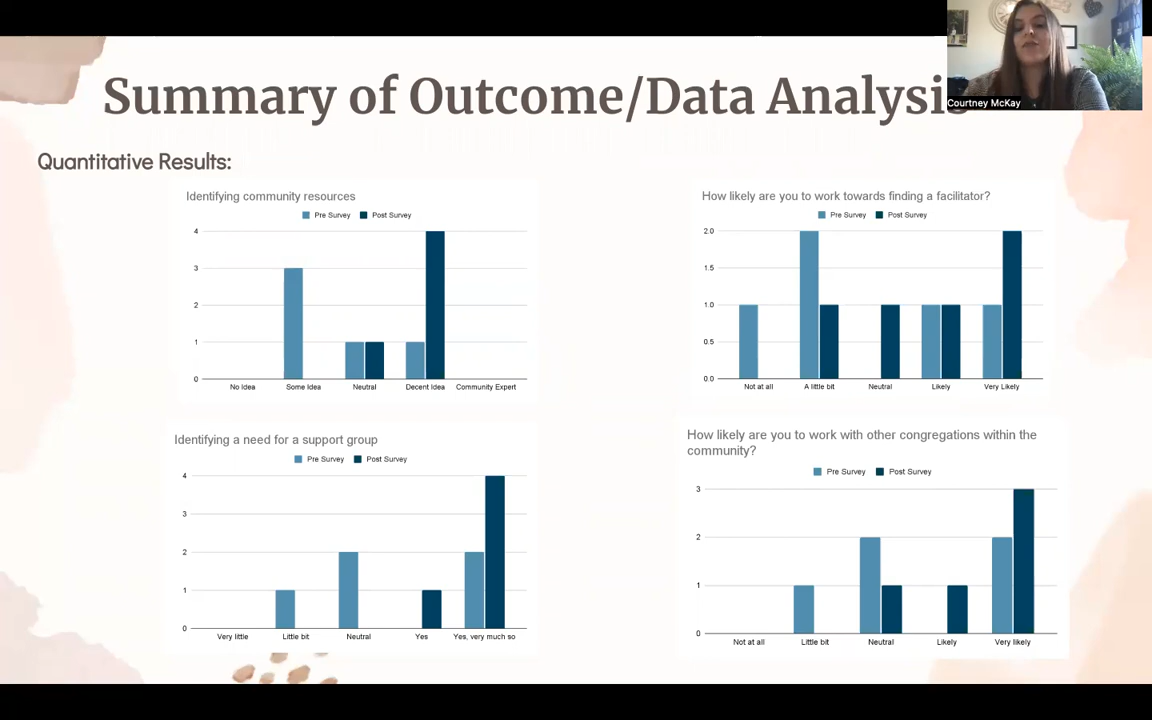 Summary of Outcome/Data Analysis
Courtney McKay
Quantitative Results:
Identifying community resources
Pre Survey Post Survey
4
3
2
1
0
No Idea Some Idea Neutral Decent Idea Community Expert
How likely are you to work towards finding a facilitator?
Pre Survey Post Survey
2.0
1.5
1.0
0.5
0.0
Not at all A little bit Neutral Likely Very Likely
Identifying a need for a support group
Pre Survey Post Survey
4
3
2
1
0
Very little Little bit Neutral Yes Yes, very much so
How likely are you to work with other congregations within the
community?
Pre Survey Post Survey
3
2
1
0
Not at all Little bit Neutral Likely Very likely